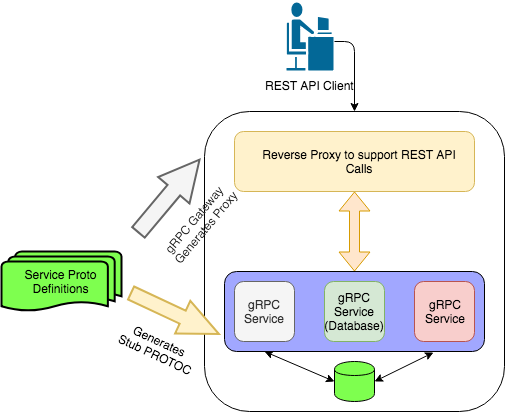 REST API Client
Reverse Proxy to support REST API
Calls
gRPC Gateway
Generates Proxy
Service Proto
Definitions
Generates
Stub PROTOC
gRPC
Service
gRPC
Service
(Database)
gRPC
Service